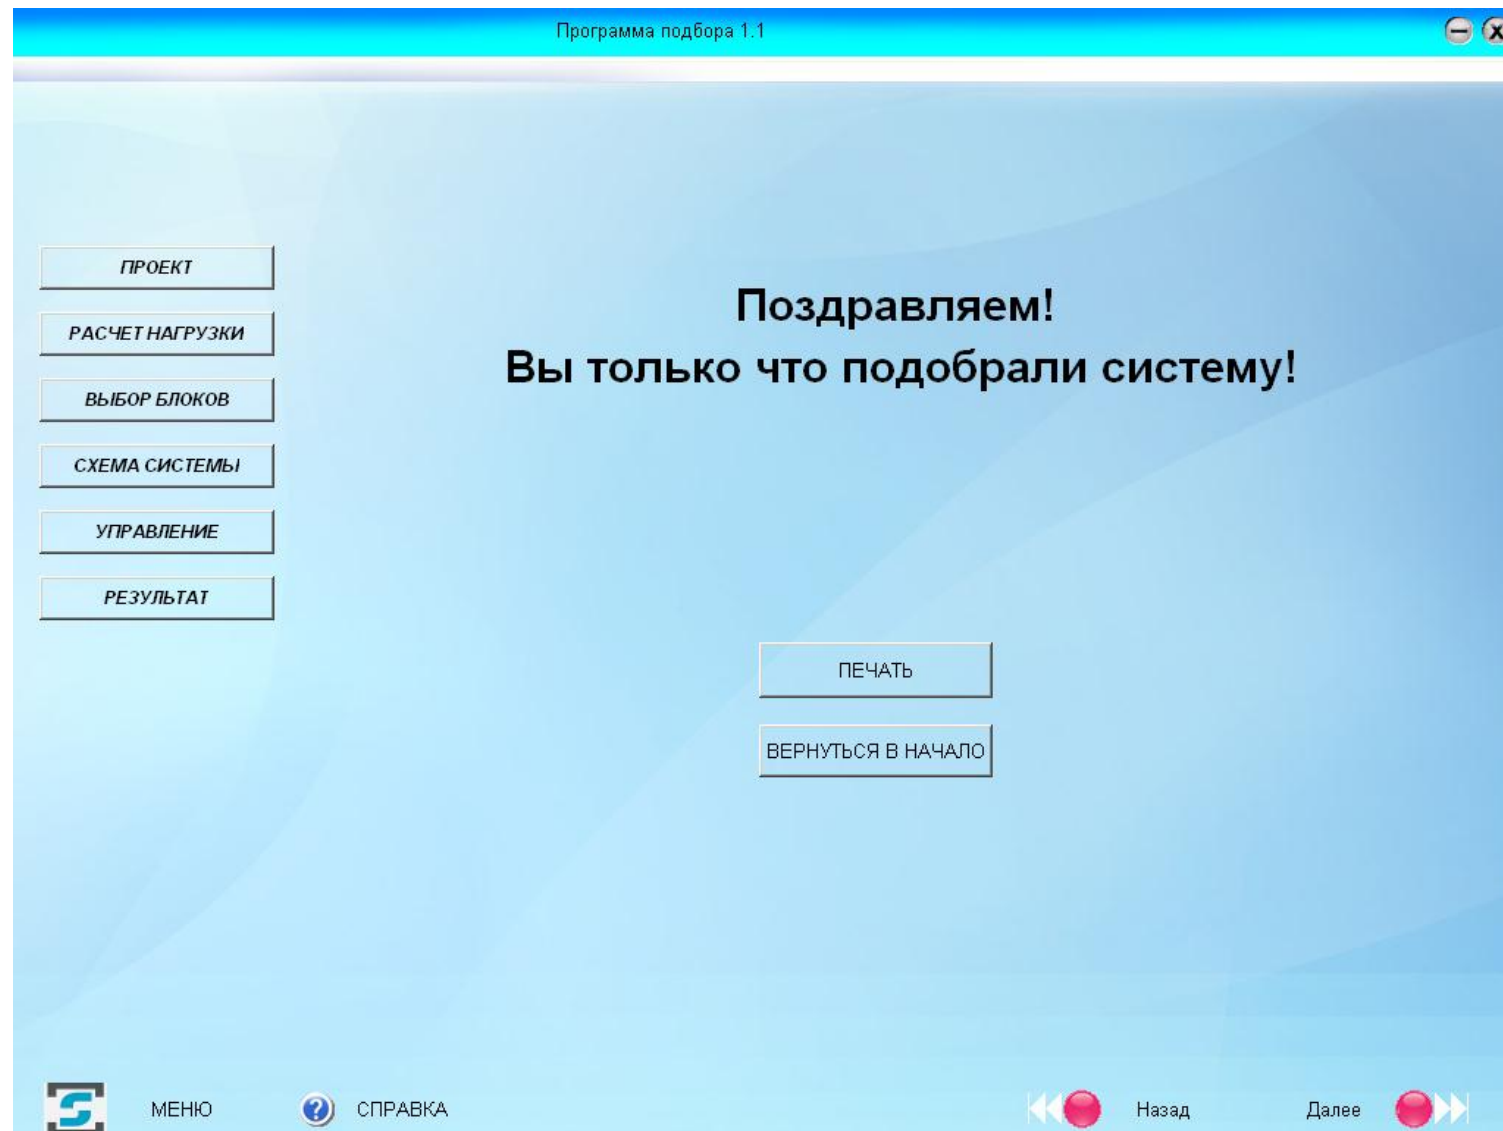 Программа подбора 1.1
ПРОЕКТ
РАСЧЕТ НАГРУЗКИ
ВЫБОР БЛОКОВ
СХЕМА СИСТЕМЫ
УПРАВЛЕНИЕ
РЕЗУЛЬТАТ
Поздравляем!
Вы только что подобрали систему!
ПЕЧАТЬ
ВЕРНУТЬСЯ В НАЧАЛО
МЕНЮ
СПРАВКА
Назад
Далее